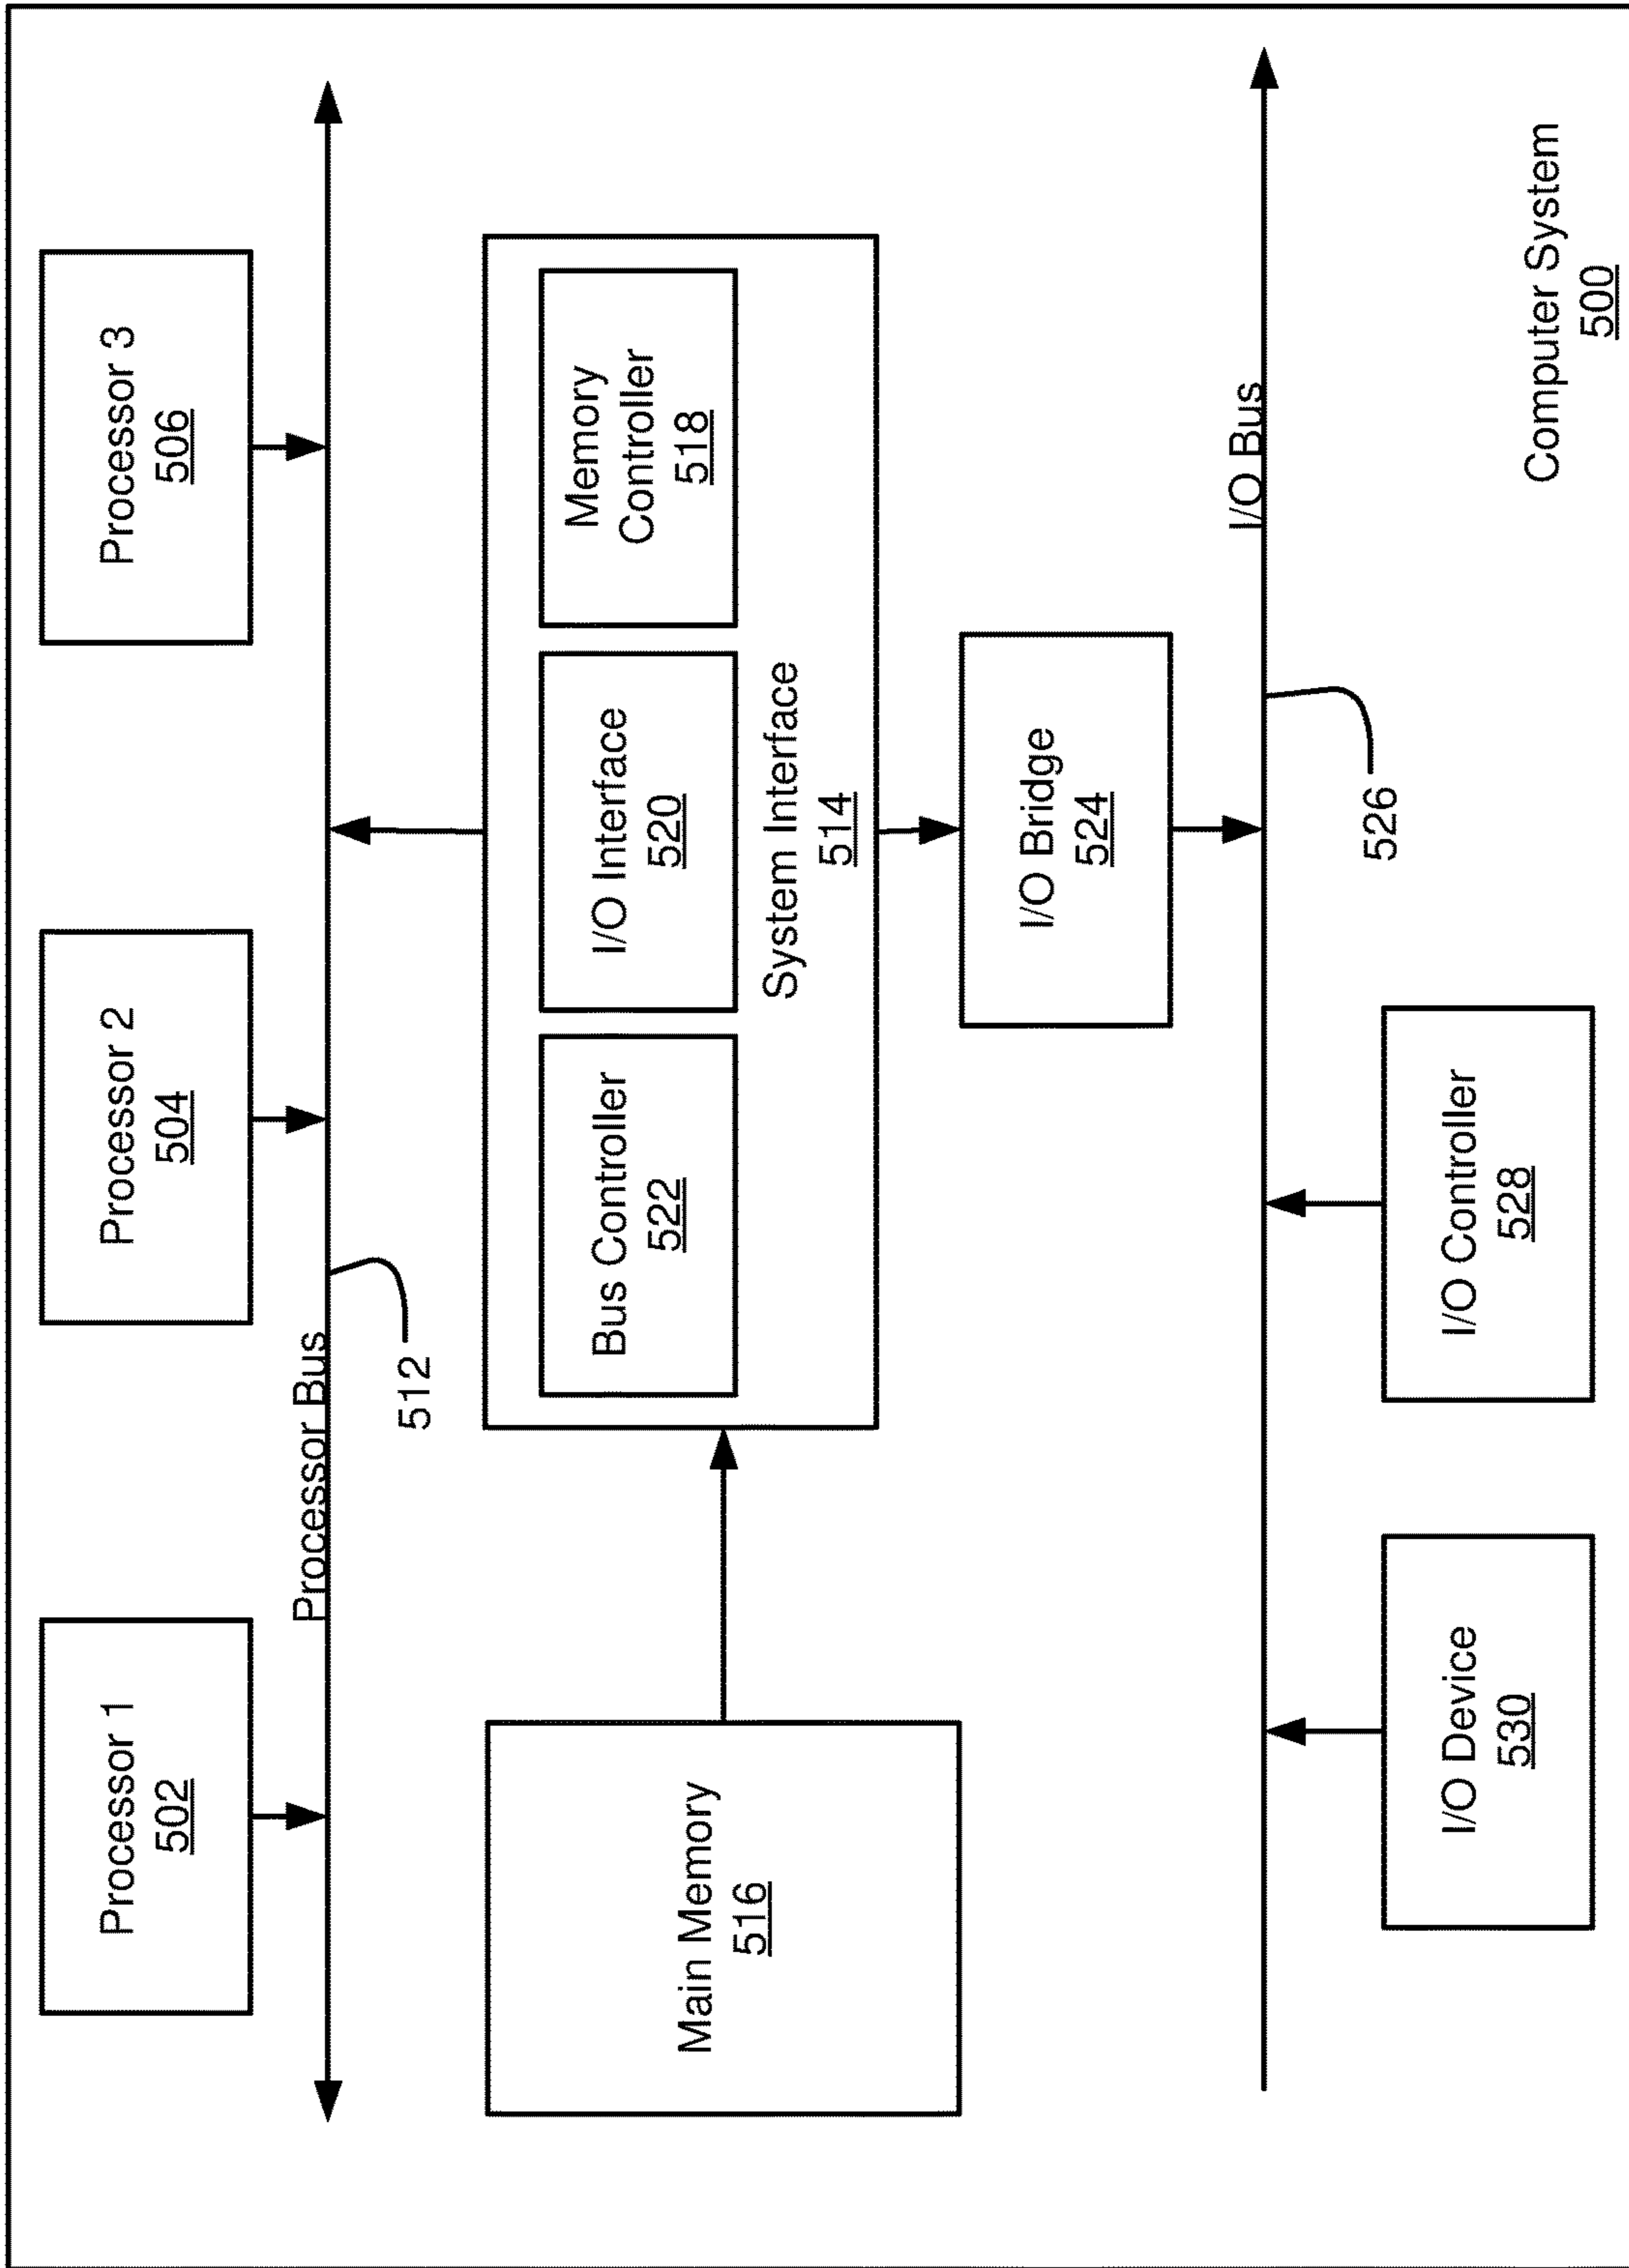 Processor 1
502
Processor 2
504
Processor 3
506
Processor Bus
512
Main Memory
516
Bus Controller
522
I/O Interface
520
Memory
Controller
518
System Interface
514
I/O Bridge
524
I/O Bus
526
I/O Device
530
I/O Controller
528
Computer System
500